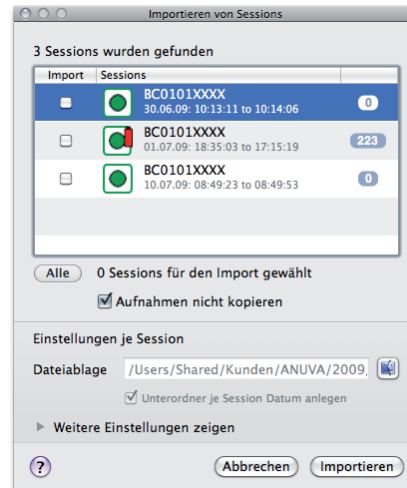 Importieren von Sessions
3 Sessions wurden gefunden
Import Sessions
BC0101XXXX
30.06.09: 10:13:11 to 10:14:06
0
BC0101XXXX
01.07.09: 18:35:03 to 17:15:19
223
BC0101XXXX
10.07.09: 08:49:23 to 08:49:53
0
Alle 0 Sessions für den Import gewählt
Aufnahmen nicht kopieren
Einstellungen je Session
Dateiablage /Users/Shared/Kunden/ANUVA/2009,
Unterordner je Session Datum anlegen
Weitere Einstellungen zeigen
? Abbrechen Importieren